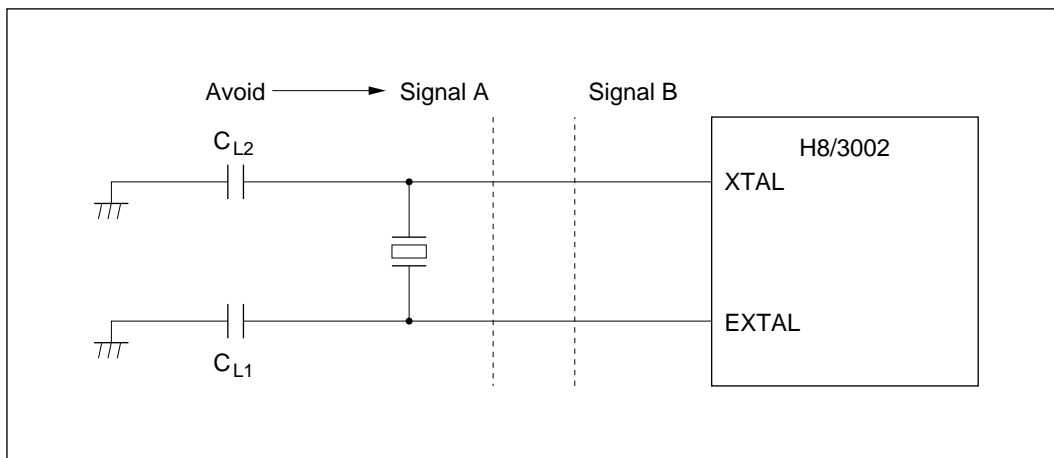 Avoid Signal A Signal B
H8/3002
CL2
XTAL
EXTAL
CL1